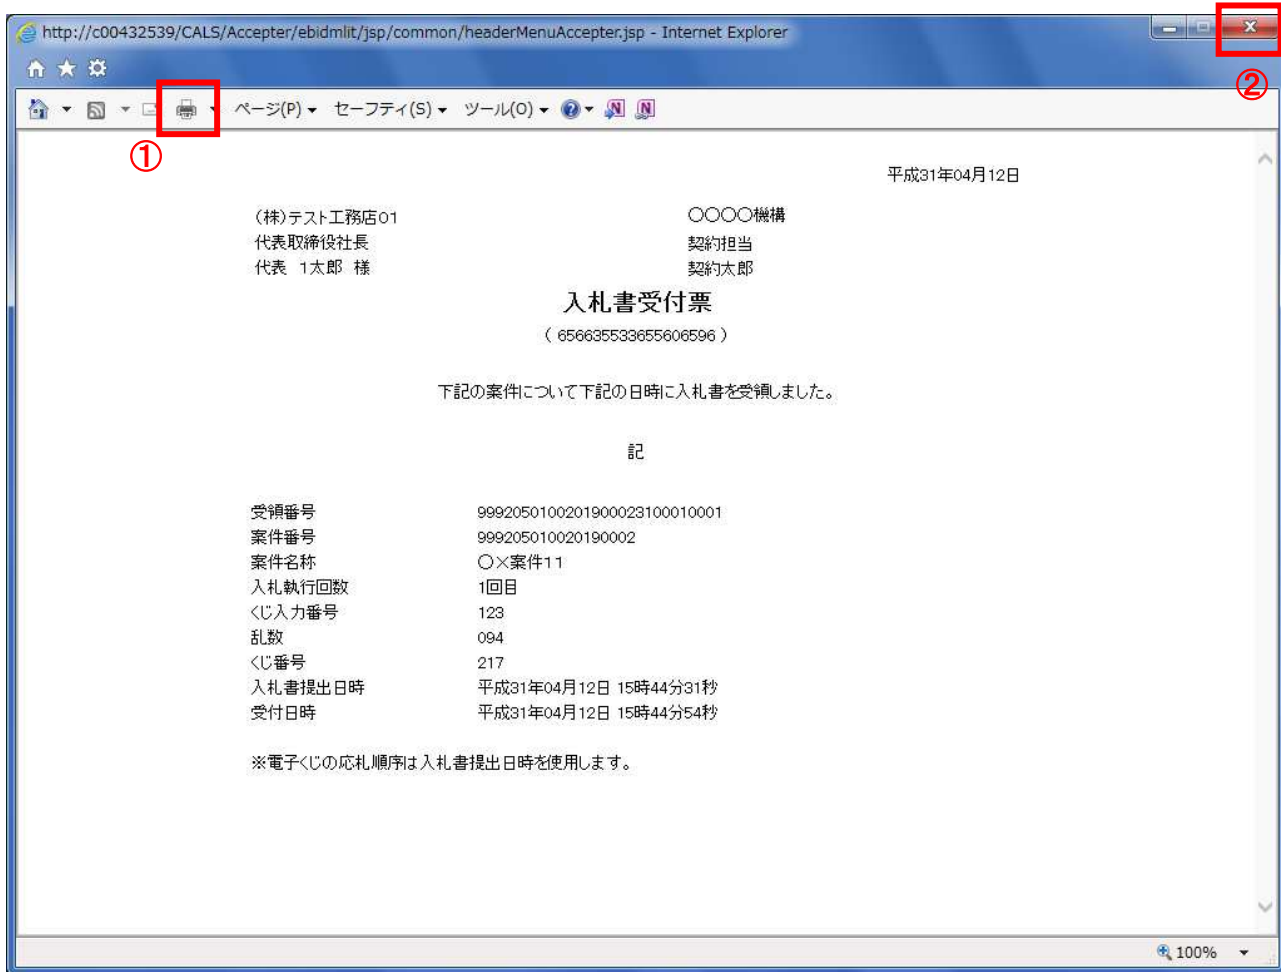 http://c00432539/CALS/Accepter/ebidmlit/jsp/common/headerMenuAccepter.jsp - Internet Explorer
②
ページ(P) セーフティ(S) ツール(O)
①
平成31年04月12日
(株)テスト工務店01 〇〇〇〇機構
代表取締役社長 契約担当
代表 1太郎 様 契約太郎
入札書受付票
( 656635533655606596 )
下記の案件について下記の日時に入札書を受領しました。
記
受領番号 9992050100201900023100010001
案件番号 999205010020190002
案件名称 〇×案件11
入札執行回数 1回目
くじ入力番号 123
乱数 094
くじ番号 217
入札書提出日時 平成31年04月12日 15時44分31秒
受付日時 平成31年04月12日 15時44分54秒
※電子くじの応札順序は入札書提出日時を使用します。
100%